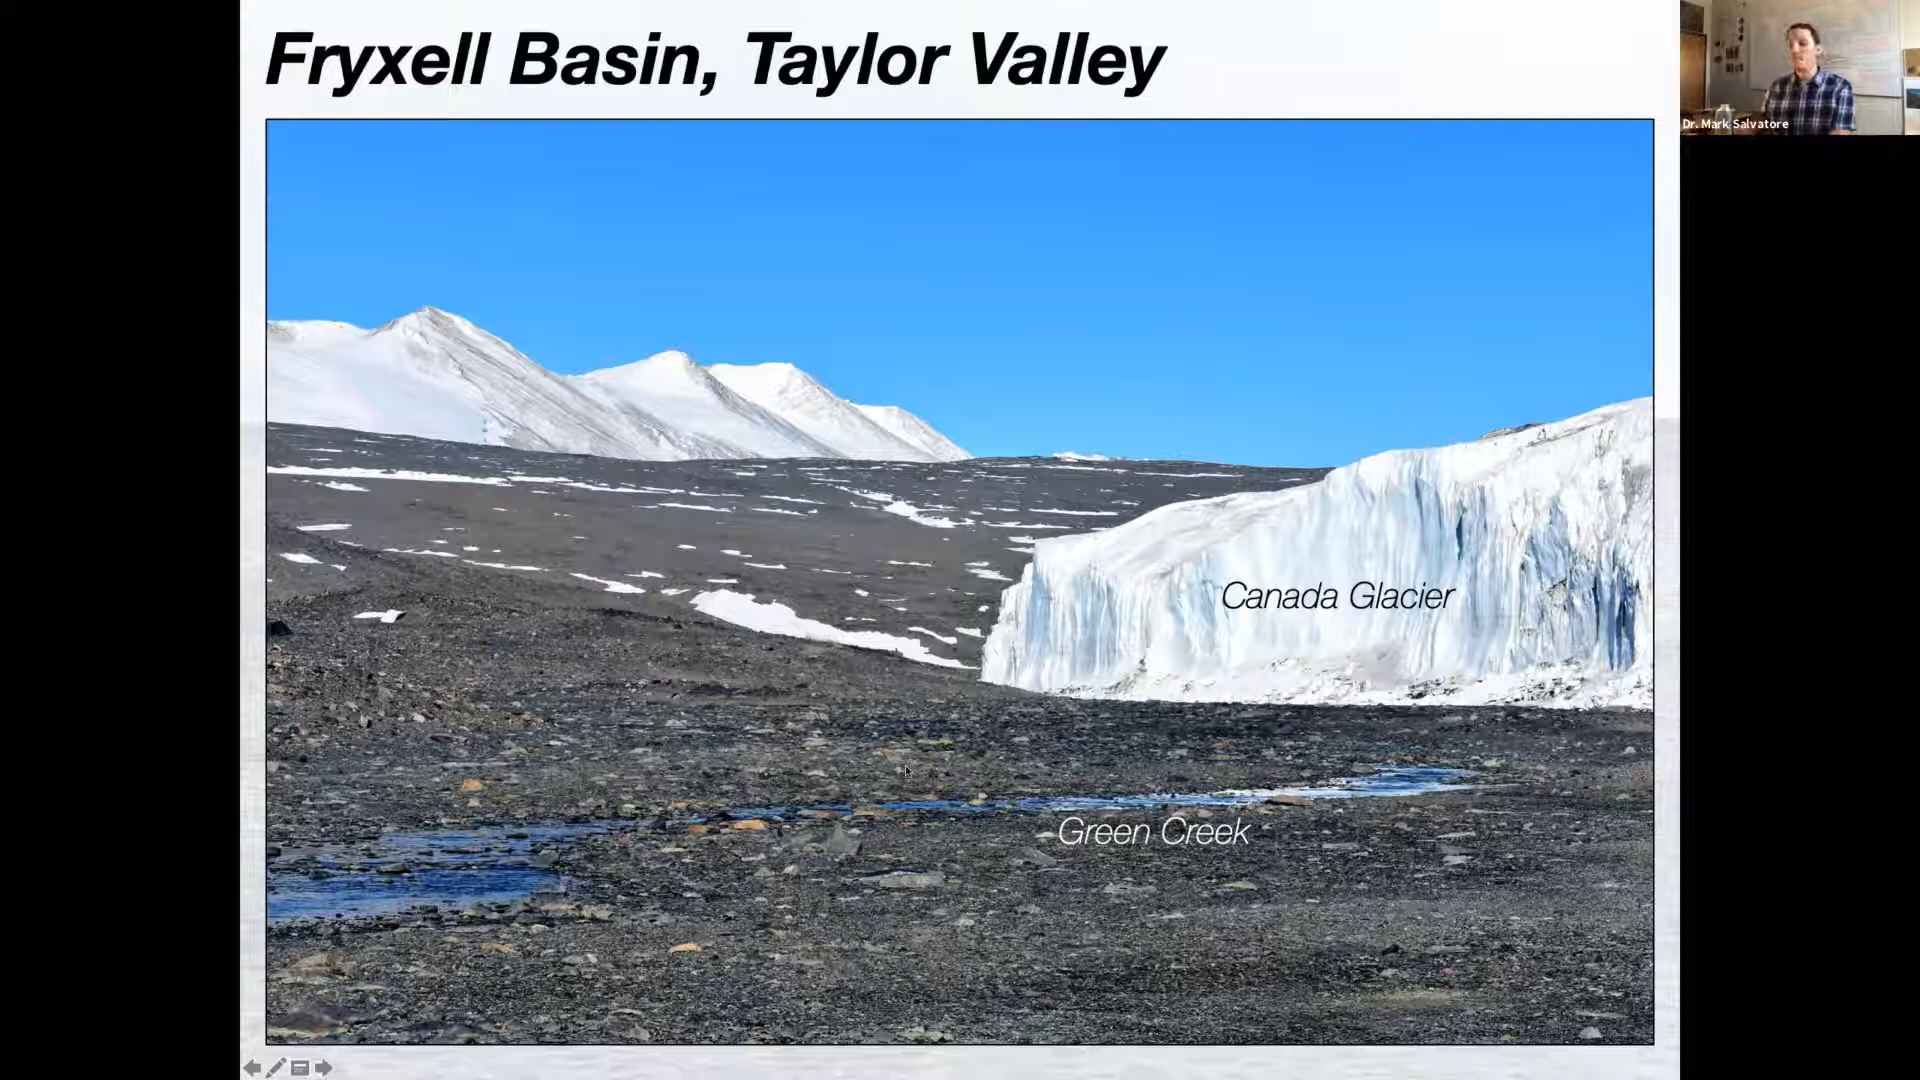 Fryxell Basin, Taylor Valley
Dr. Mark Salvatore
Canada Glacier
Green Creek